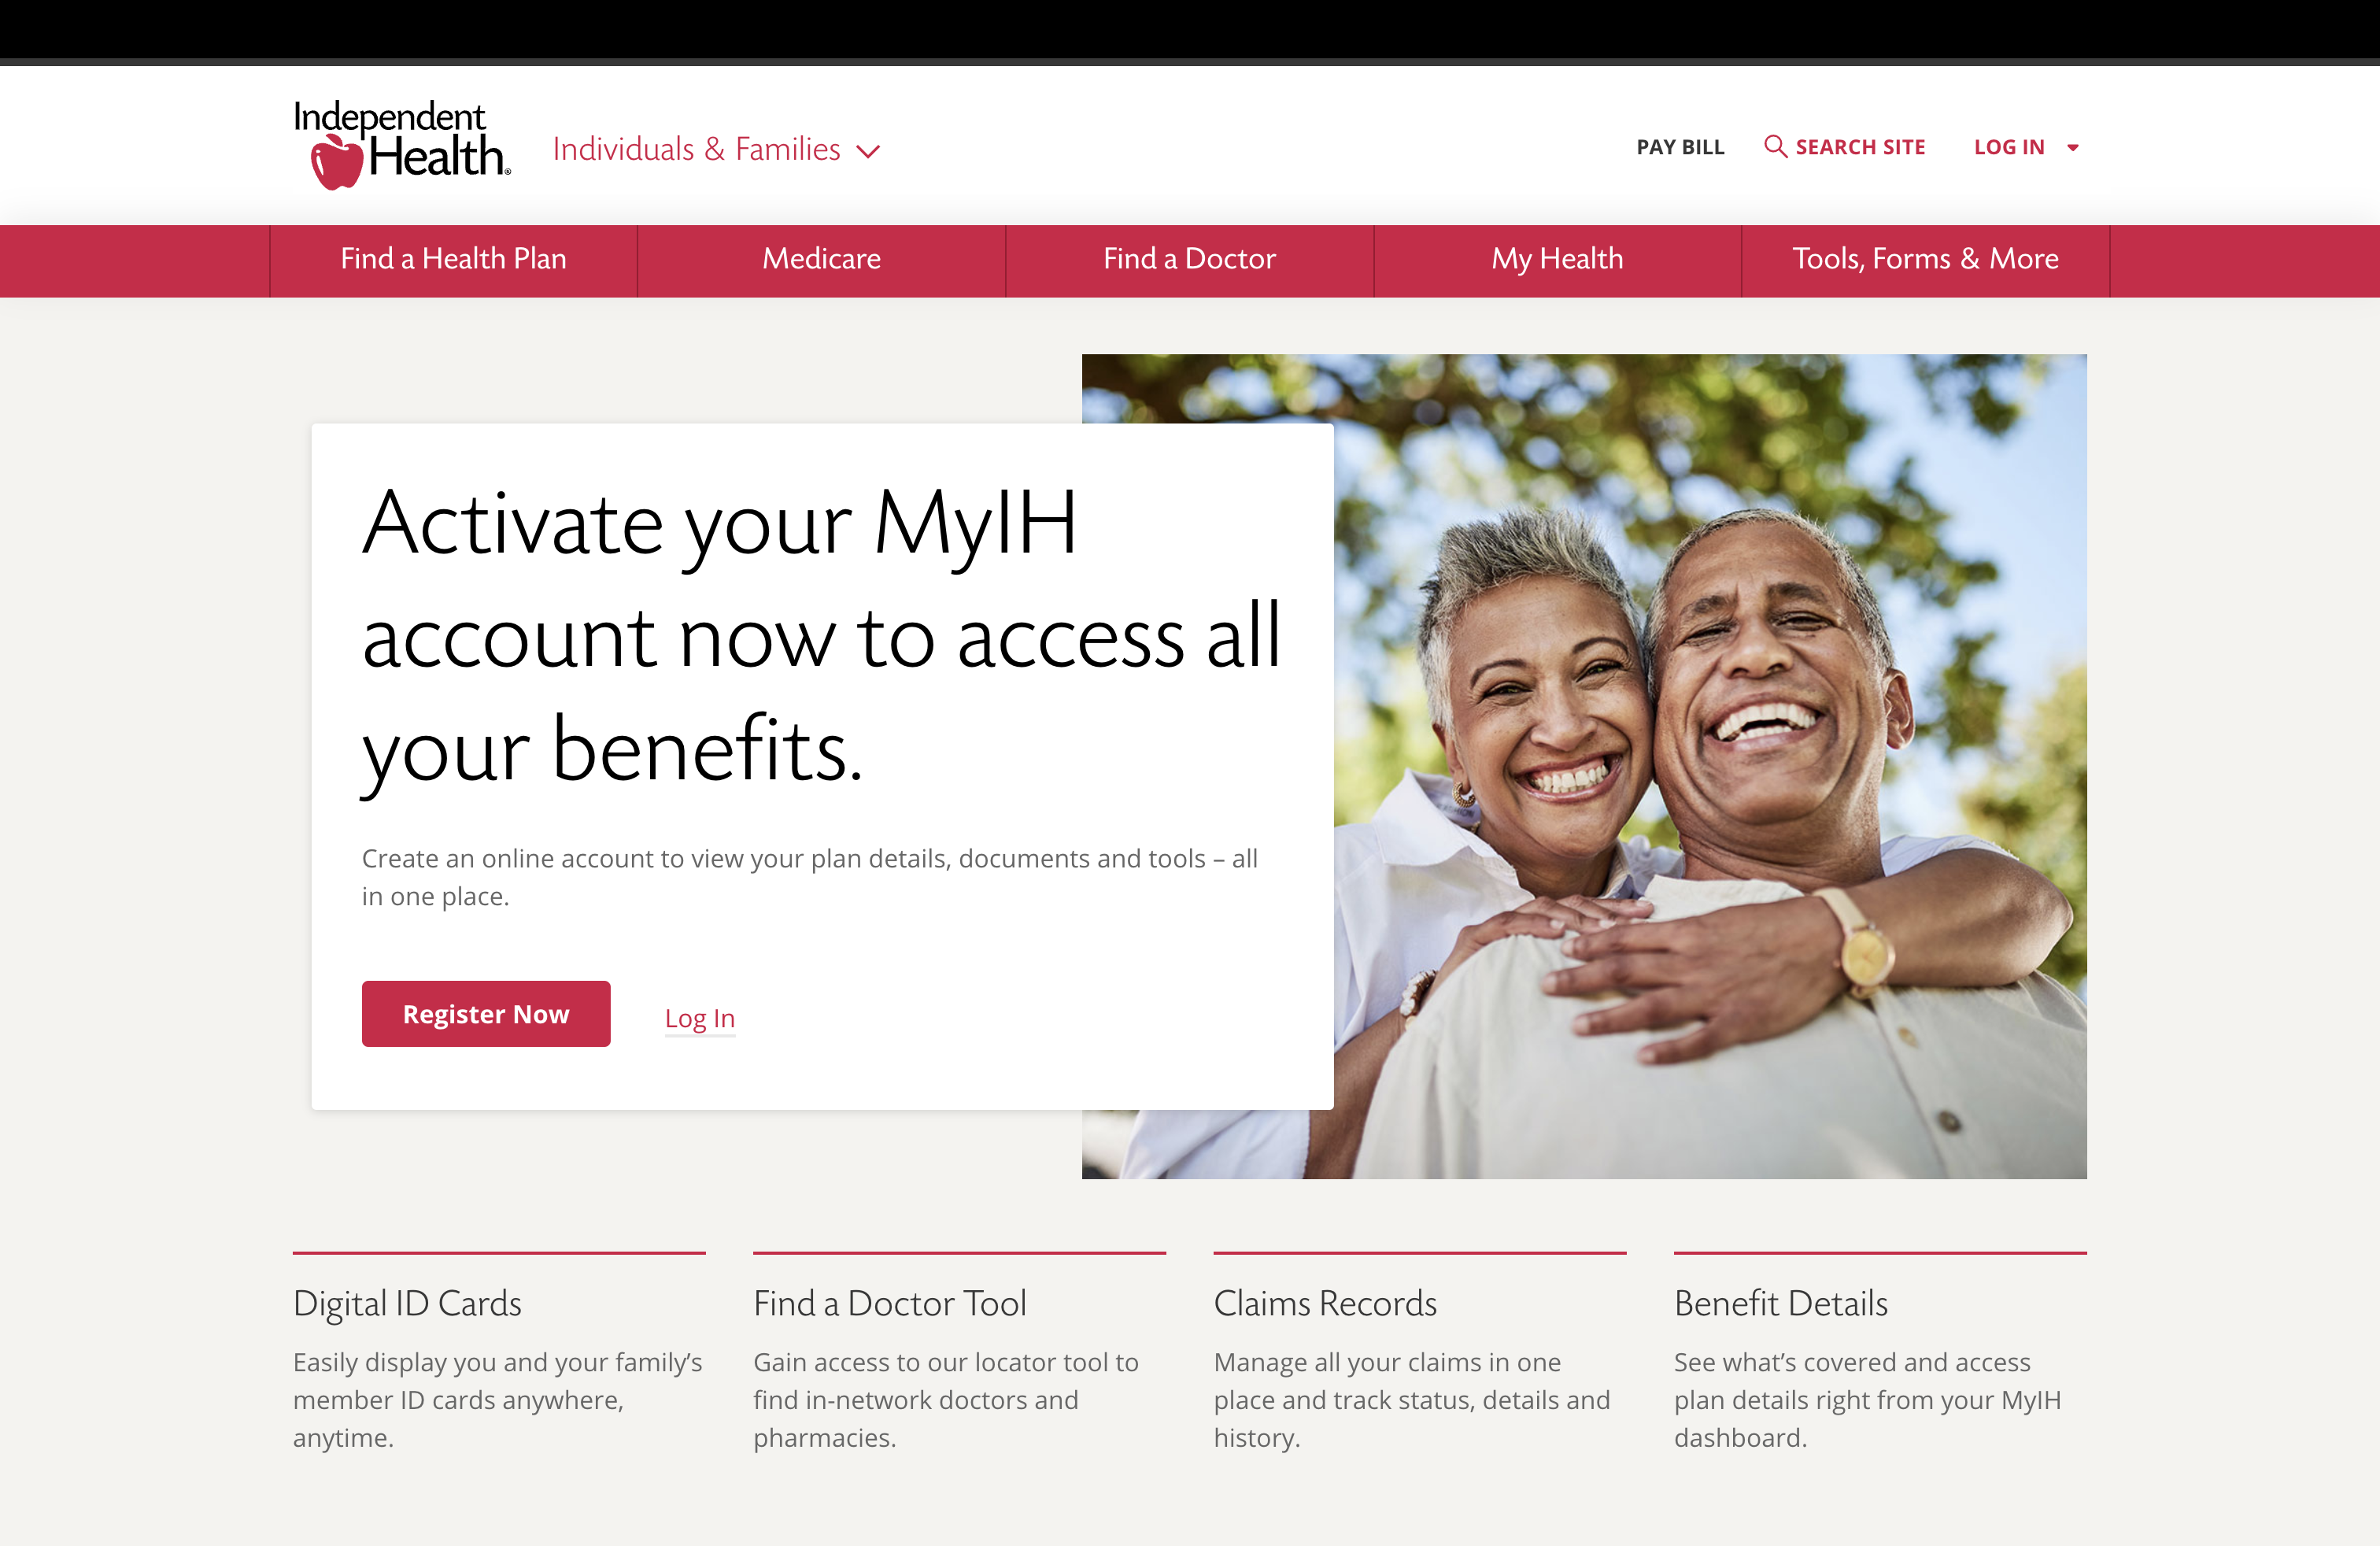 Independent
Health®
Individuals & Families
PAY BILL
SEARCH SITE
LOG IN
Find a Health Plan
Medicare
Find a Doctor
My Health
Tools, Forms & More
Activate your MyIH
account now to access all
your benefits.
Create an online account to view your plan details, documents and tools – all
in one place.
Register Now
Log In
Digital ID Cards
Easily display you and your family’s
member ID cards anywhere,
anytime.
Find a Doctor Tool
Gain access to our locator tool to
find in-network doctors and
pharmacies.
Claims Records
Manage all your claims in one
place and track status, details and
history.
Benefit Details
See what’s covered and access
plan details right from your MyIH
dashboard.